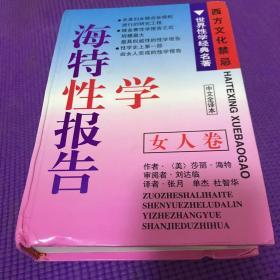 西方文化禁忌
世界性学经典名著
HAITEXING XUEBAOGAO
海特性学报告
女人卷
中文全译本
作者·〈美〉莎丽·海特
审阅者·刘达临
译者·张月 单杰 杜智华
ZUOZHESHALIHAITE
SHENYUEZHELUDALIN
YIZHEZHANGYUE
SHANJIEDUZHIHUA